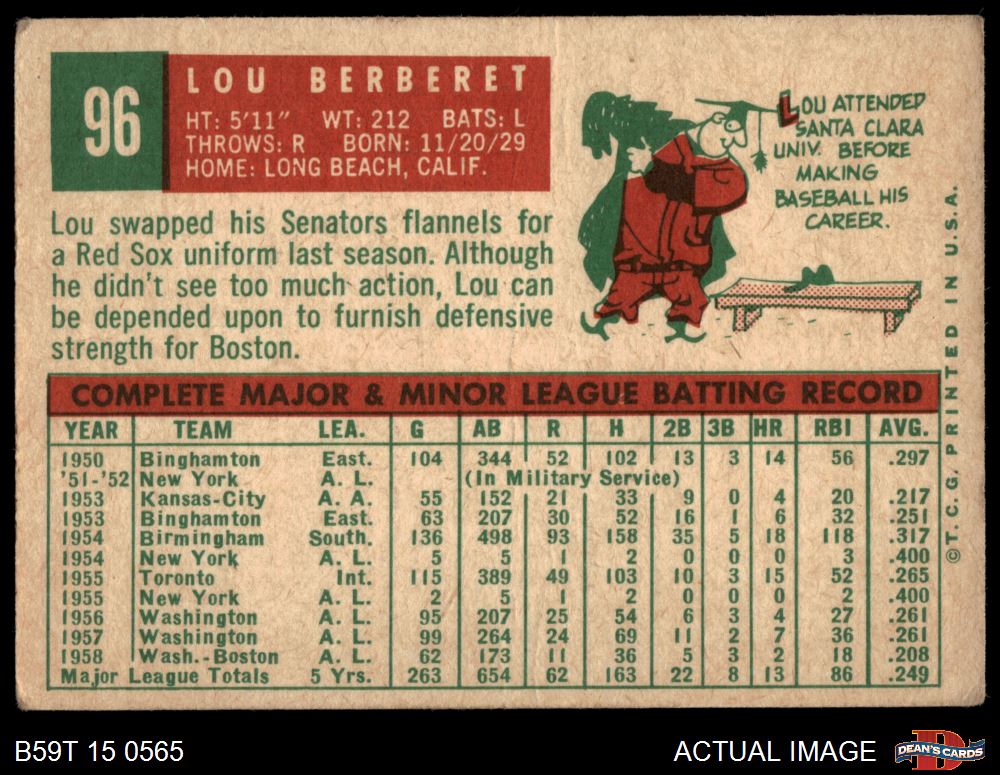 96
LOU BERBERET
HT: 5'11" WT: 212 BATS: L
THROWS: R BORN: 11/20/29
HOME: LONG BEACH, CALIF.
LOU ATTENDED
SANTA CLARA
UNIV. BEFORE
MAKING
BASEBALL HIS
CAREER.
Lou swapped his Senators flannels for
a Red Sox uniform last season. Although
he didn't see too much action, Lou can
be depended upon to furnish defensive
strength for Boston.
COMPLETE MAJOR & MINOR LEAGUE BATTING RECORD
YEAR TEAM LEA. G AB R H 2B 3B HR RBI AVG.
1950 Binghamton East. 104 344 52 102 13 3 14 56 .297
'51-'52 New York A. L. (In Military Service)
1953 Kansas-City A. A. 55 152 21 33 9 0 4 20 .217
1953 Binghamton East. 63 207 30 52 16 1 6 32 .251
1954 Birmingham South. 136 498 93 158 35 5 18 118 .317
1954 New York A. L. 5 5 1 2 0 0 0 3 .400
1955 Toronto Int. 115 389 49 103 10 3 15 52 .265
1955 New York A. L. 2 5 1 2 0 0 0 2 .400
1956 Washington A. L. 95 207 25 54 6 3 4 27 .261
1957 Washington A. L. 99 264 24 69 11 2 7 36 .261
1958 Wash.-Boston A. L. 62 173 11 36 5 3 2 18 .208
Major League Totals 5 Yrs. 263 654 62 163 22 8 13 86 .249
©T.C.G. PRINTED IN U.S.A.
B59T 15 0565
ACTUAL IMAGE
DEAN'S CARDS